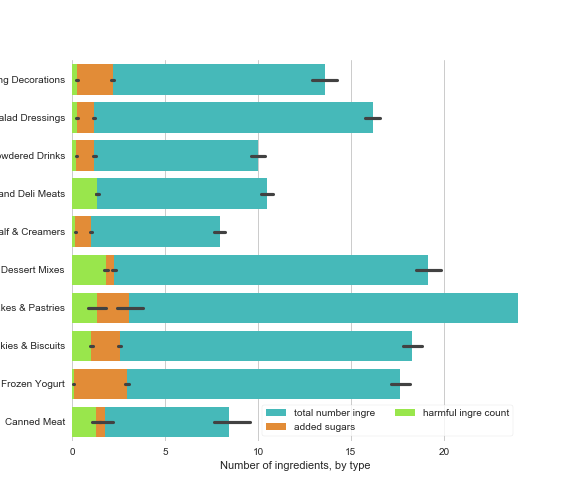 ng Decorations
alad Dressings
owdered Drinks
and Deli Meats
alf & Creamers
Dessert Mixes
kes & Pastries
kies & Biscuits
Frozen Yogurt
Canned Meat
total number ingre
harmful ingre count
added sugars
0 5 10 15 20
Number of ingredients, by type